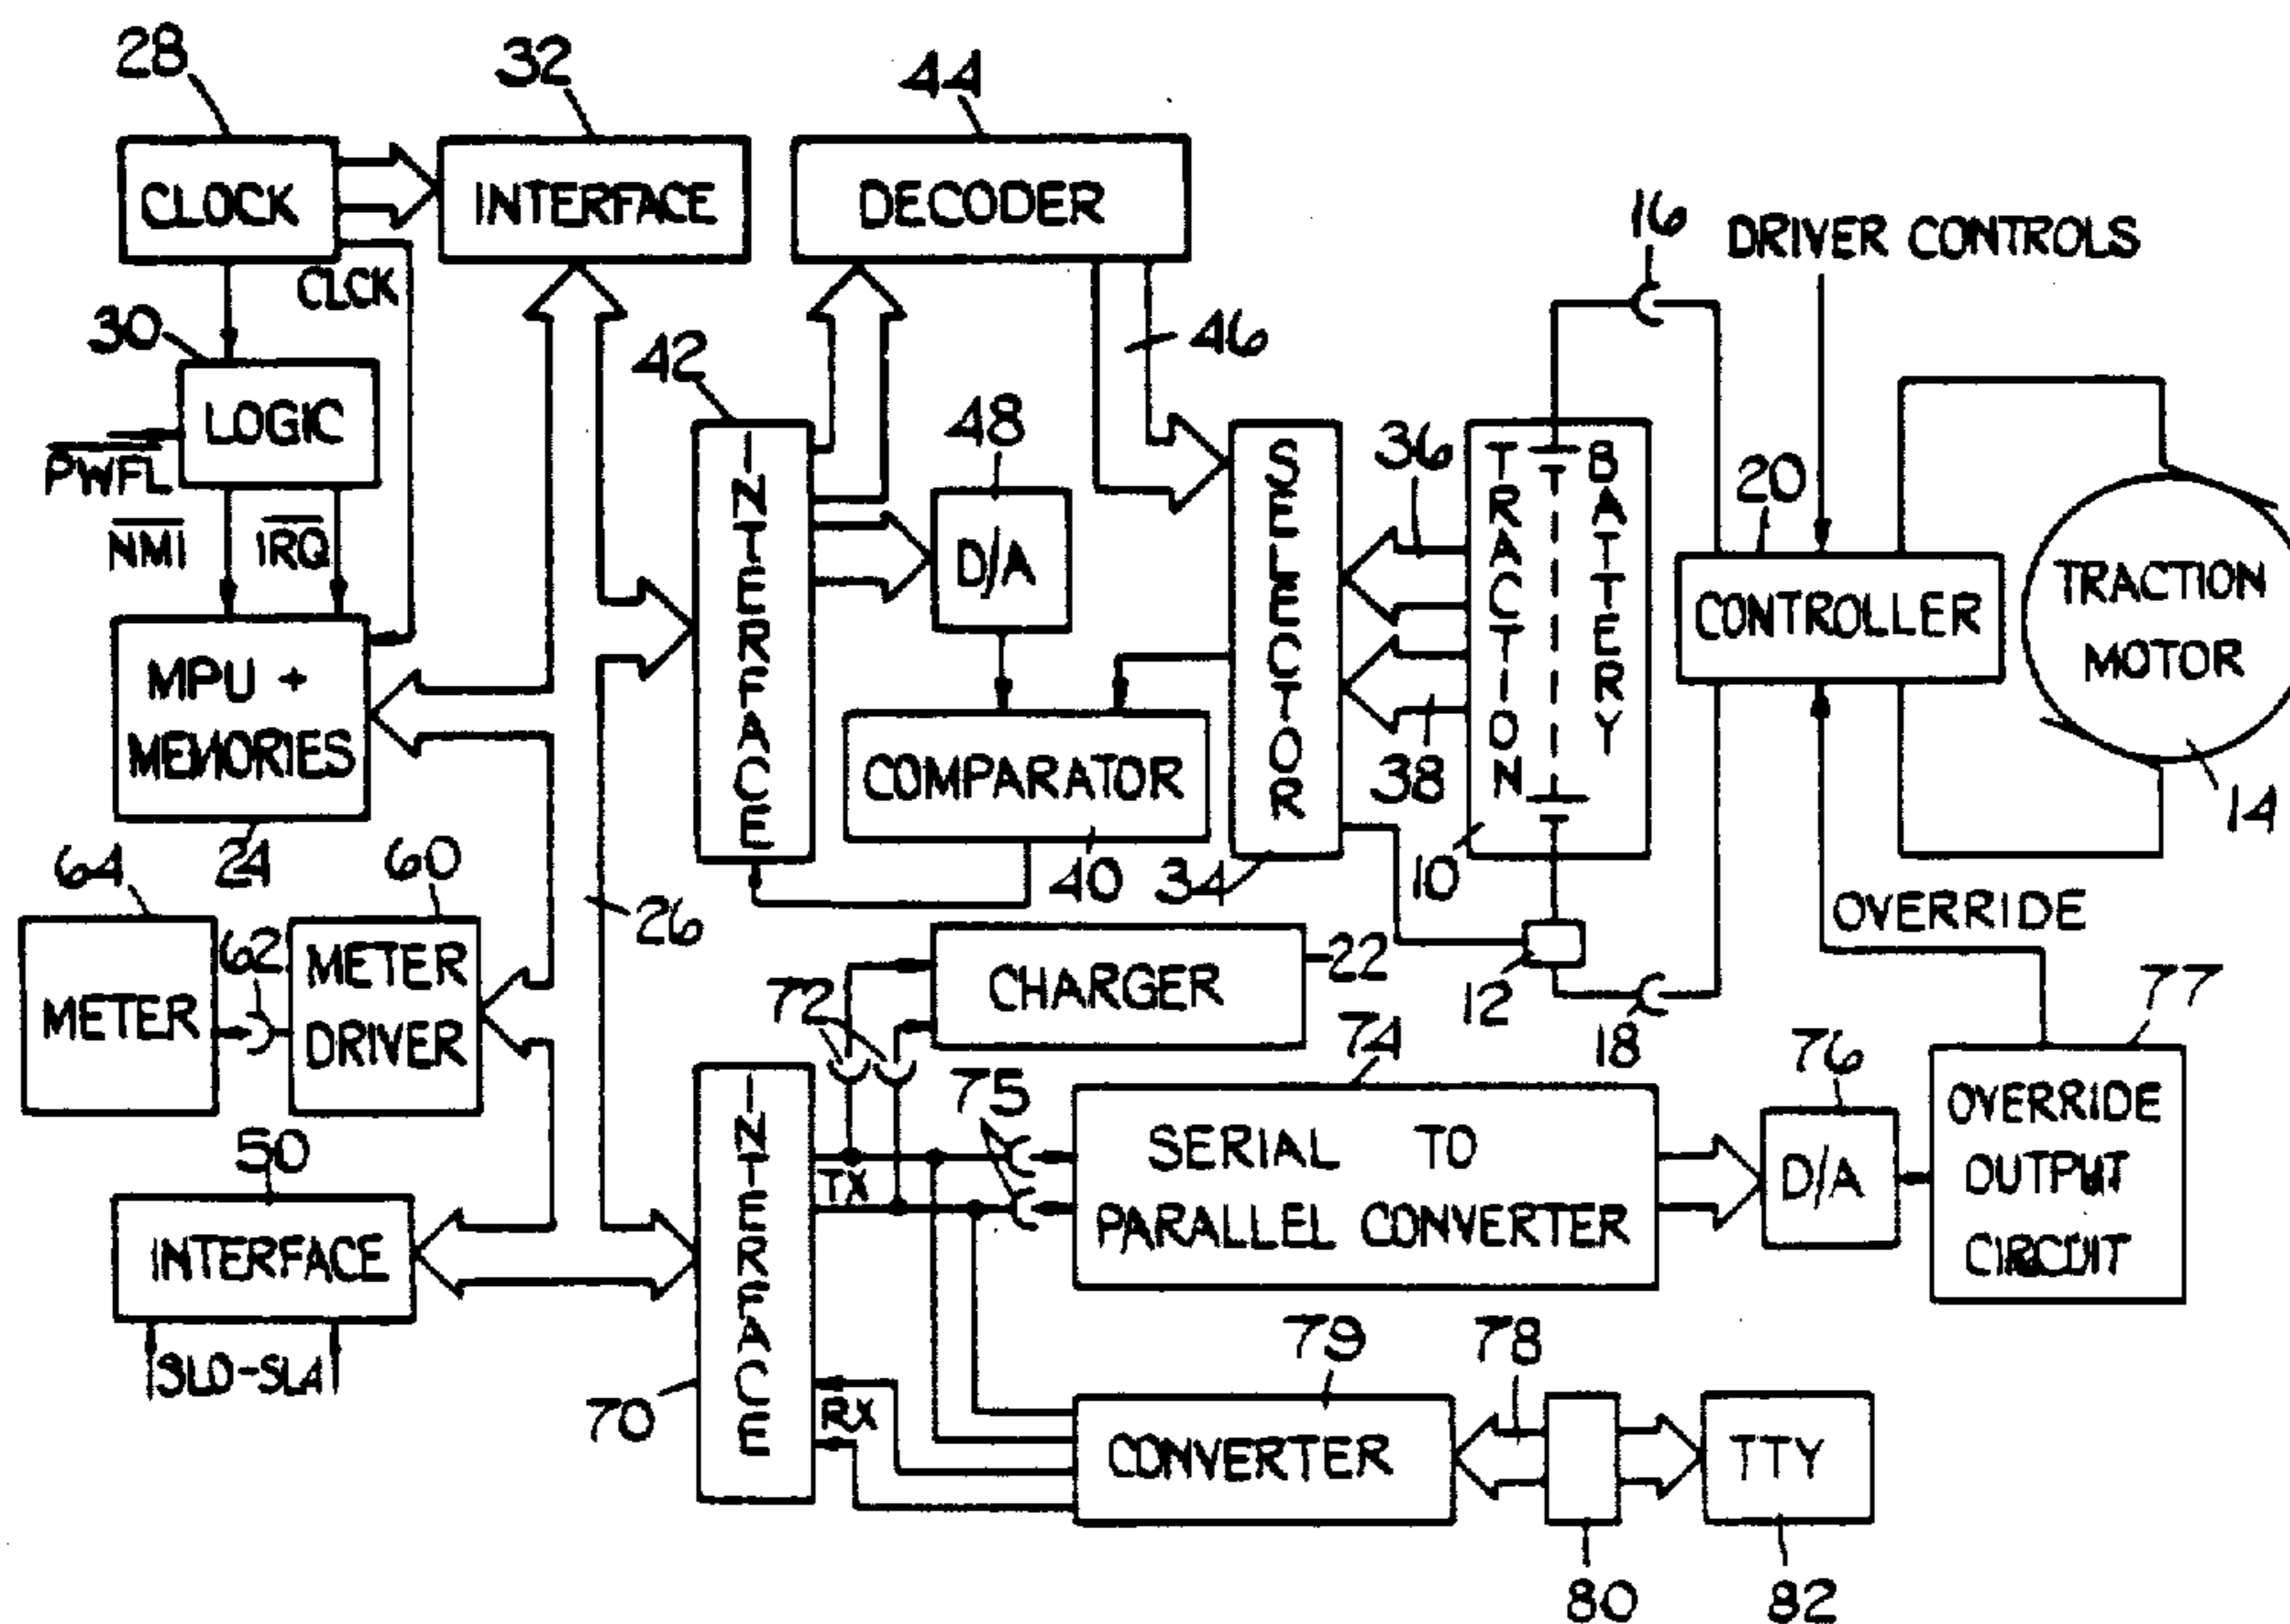 28
32
44
CLOCK
INTERFACE
DECODER
16
DRIVER CONTROLS
CLCK
30
42
46
LOGIC
48
36
20
PWFL
NMI
IRQ
INTERFACE
D/A
SELECTOR
TRACTION
BATTERY
CONTROLLER
TRACTION
MOTOR
MPU +
MEMORIES
COMPARATOR
38
14
24
64
60
40
34
10
OVERRIDE
62
26
METER
METER
DRIVER
CHARGER
22
72
12
18
77
74
76
75
50
INTERFACE
TX
SERIAL TO
PARALLEL CONVERTER
D/A
OVERRIDE
OUTPUT
CIRCUIT
INTERFACE
SL0-SL4
79
78
70
RX
CONVERTER
TTY
80
82